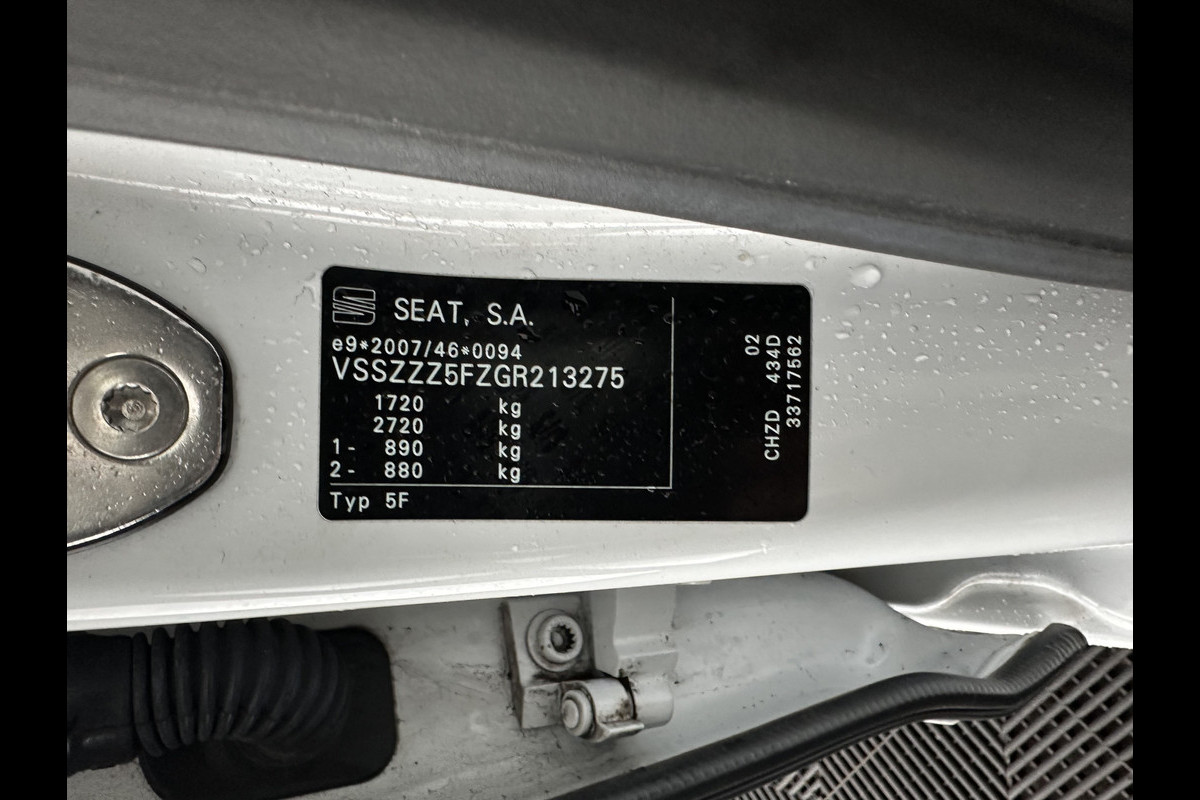 SEAT, S.A.
e9*2007/46*0094
VSSZZZ5FZGR213275
1720 kg
2720 kg
1- 890 kg
2- 880 kg
Typ 5F
02
CHZD 434D
33717562